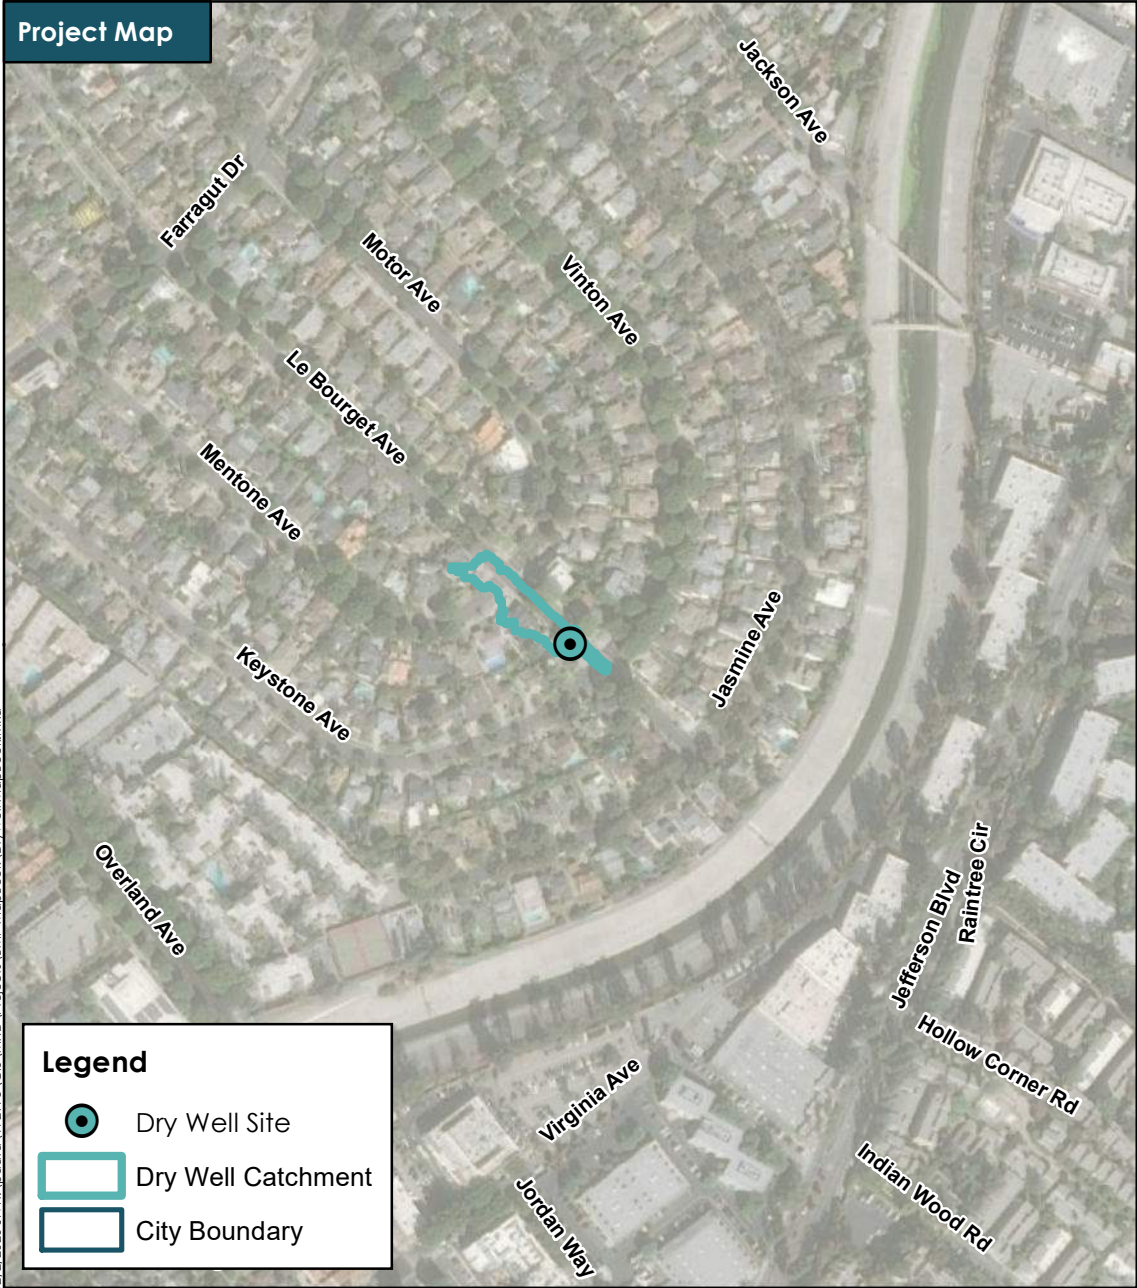 Project Map
Jackson Ave
Farragut Dr
Motor Ave
Vinton Ave
Le Bourget Ave
Mentone Ave
Jasmine Ave
Keystone Ave
Overland Ave
Raintree Cir
Jefferson Blvd
Hollow Corner Rd
Virginia Ave
Indian Wood Rd
Jordan Way
Legend
Dry Well Site
Dry Well Catchment
City Boundary